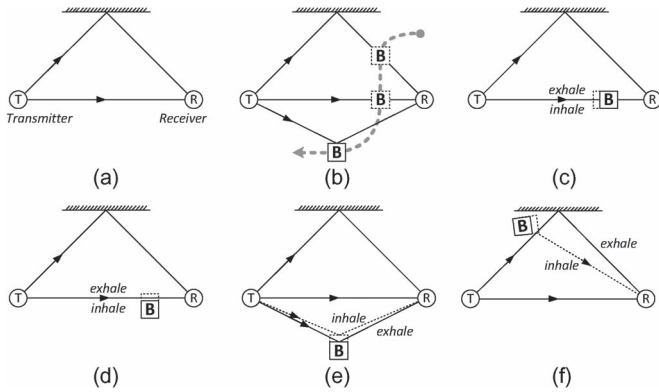 T
R
Transmitter
Receiver
(a)
B
T
B
R
B
(b)
exhale
T
B
R
inhale
(c)
exhale
T
R
inhale
B
(d)
T
R
inhale
exhale
B
(e)
B
exhale
inhale
T
R
(f)